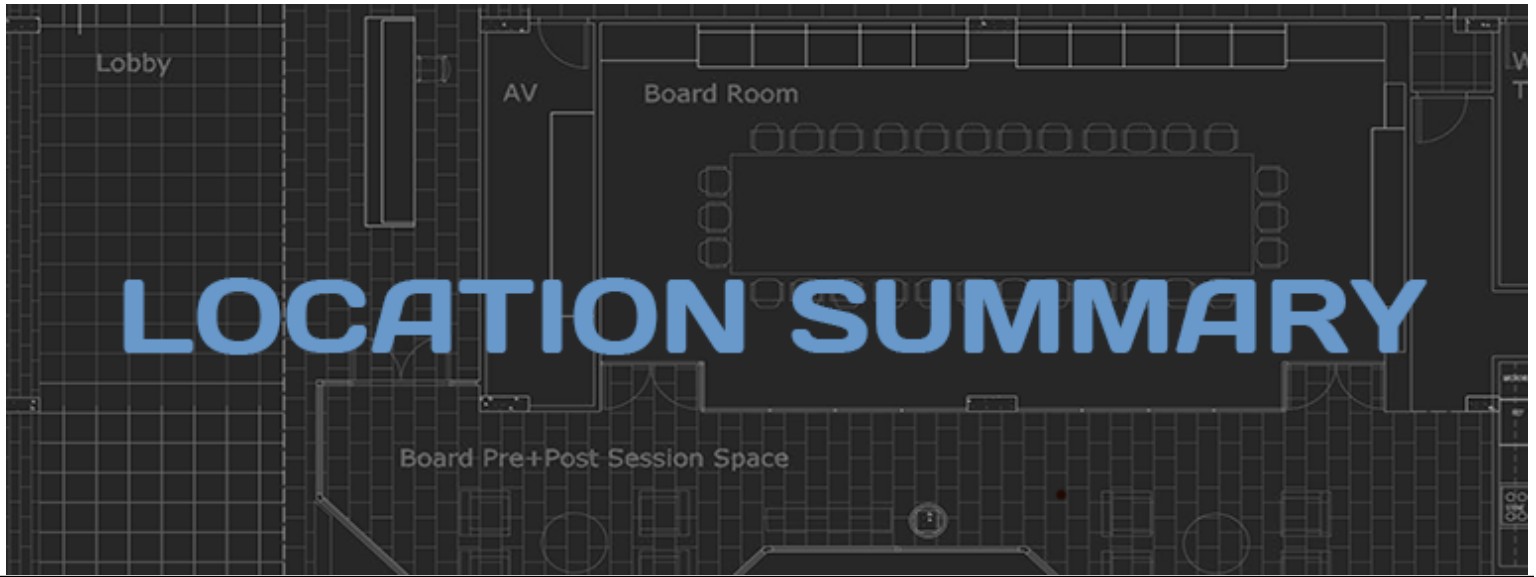 Lobby
AV
Board Room
LOCATION SUMMARY
Board Pre+Post Session Space